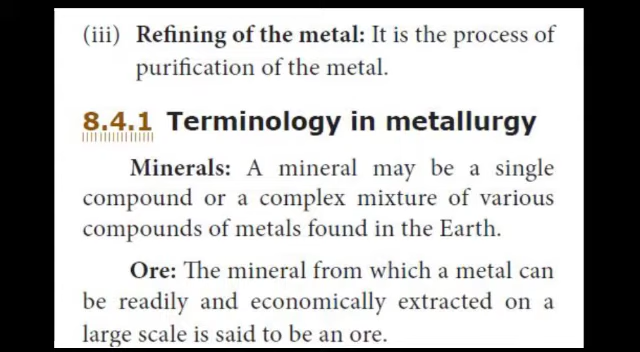 (iii) Refining of the metal: It is the process of
purification of the metal.
8.4.1 Terminology in metallurgy
Minerals: A mineral may be a single
compound or a complex mixture of various
compounds of metals found in the Earth.
Ore: The mineral from which a metal can
be readily and economically extracted on a
large scale is said to be an ore.